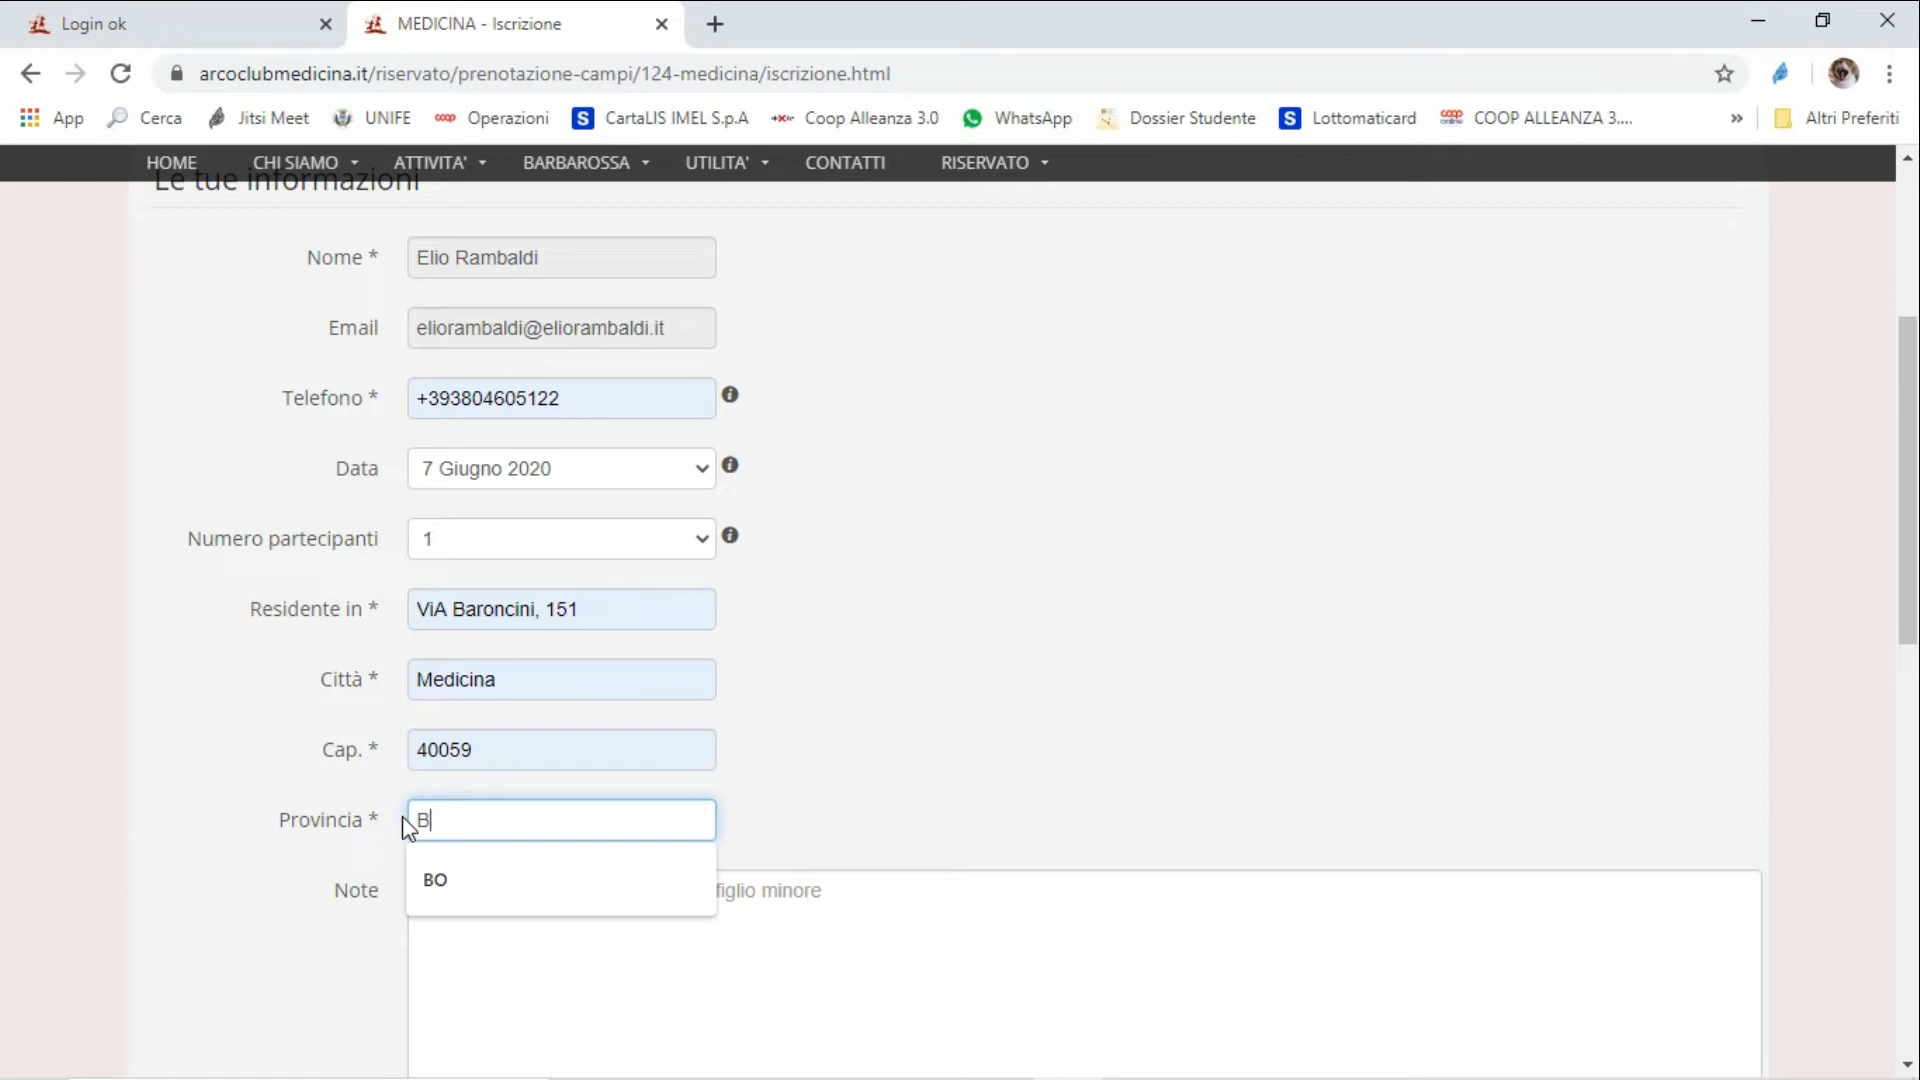 Login ok
MEDICINA - Iscrizione
arcoclubmedicina.it/riservato/prenotazione-campi/124-medicina/iscrizione.html
App
Cerca
Jitsi Meet
UNIFE
Operazioni
CartaLIS IMEL S.p.A
Coop Alleanza 3.0
WhatsApp
Dossier Studente
Lottomaticard
COOP ALLEANZA 3....
»
Altri Preferiti
HOME
CHI SIAMO
ATTIVITA'
BARBAROSSA
UTILITA'
CONTATTI
RISERVATO
Le tue informazioni
Nome *
Elio Rambaldi
Email
eliorambaldi@eliorambaldi.it
Telefono *
+393804605122
Data
7 Giugno 2020
Numero partecipanti
1
Residente in *
ViA Baroncini, 151
Città *
Medicina
Cap. *
40059
Provincia *
B
BO
Note
figlio minore